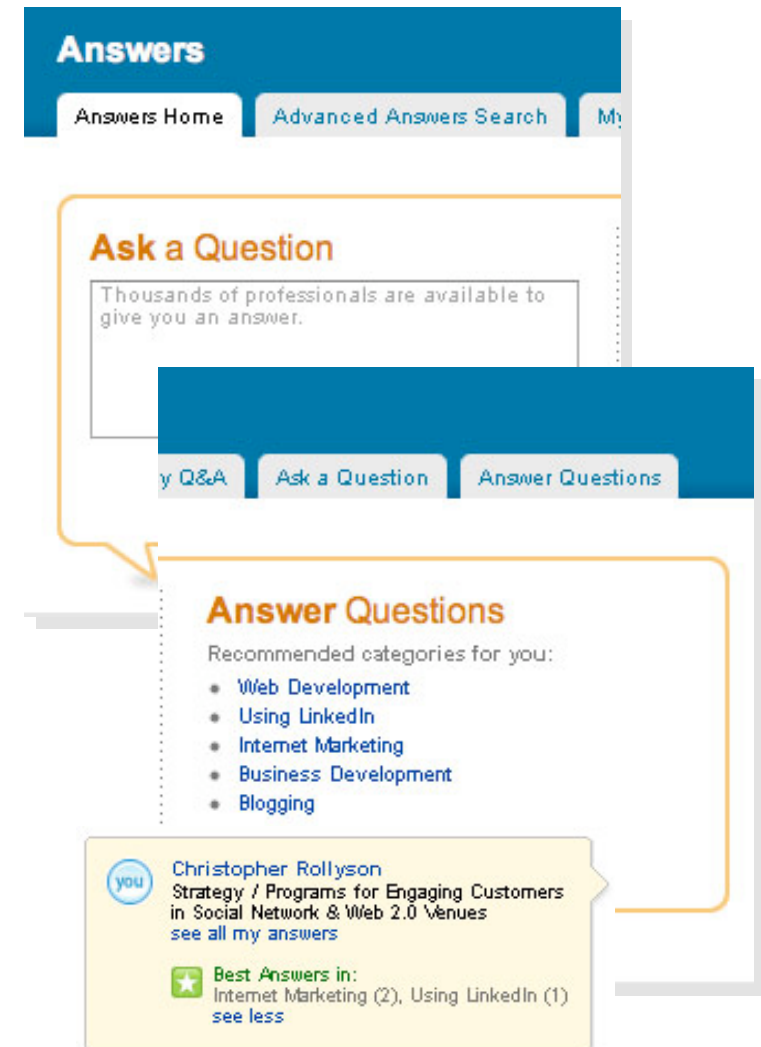 Answers
Answers Home
Advanced Answers Search
My
Ask a Question
Thousands of professionals are available to
give you an answer.
y Q&A
Ask a Question
Answer Questions
Answer Questions
Recommended categories for you:
Web Development
Using LinkedIn
Internet Marketing
Business Development
Blogging
you
Christopher Rollyson
Strategy / Programs for Engaging Customers
in Social Network & Web 2.0 Venues
see all my answers
Best Answers in:
Internet Marketing (2), Using LinkedIn (1)
see less